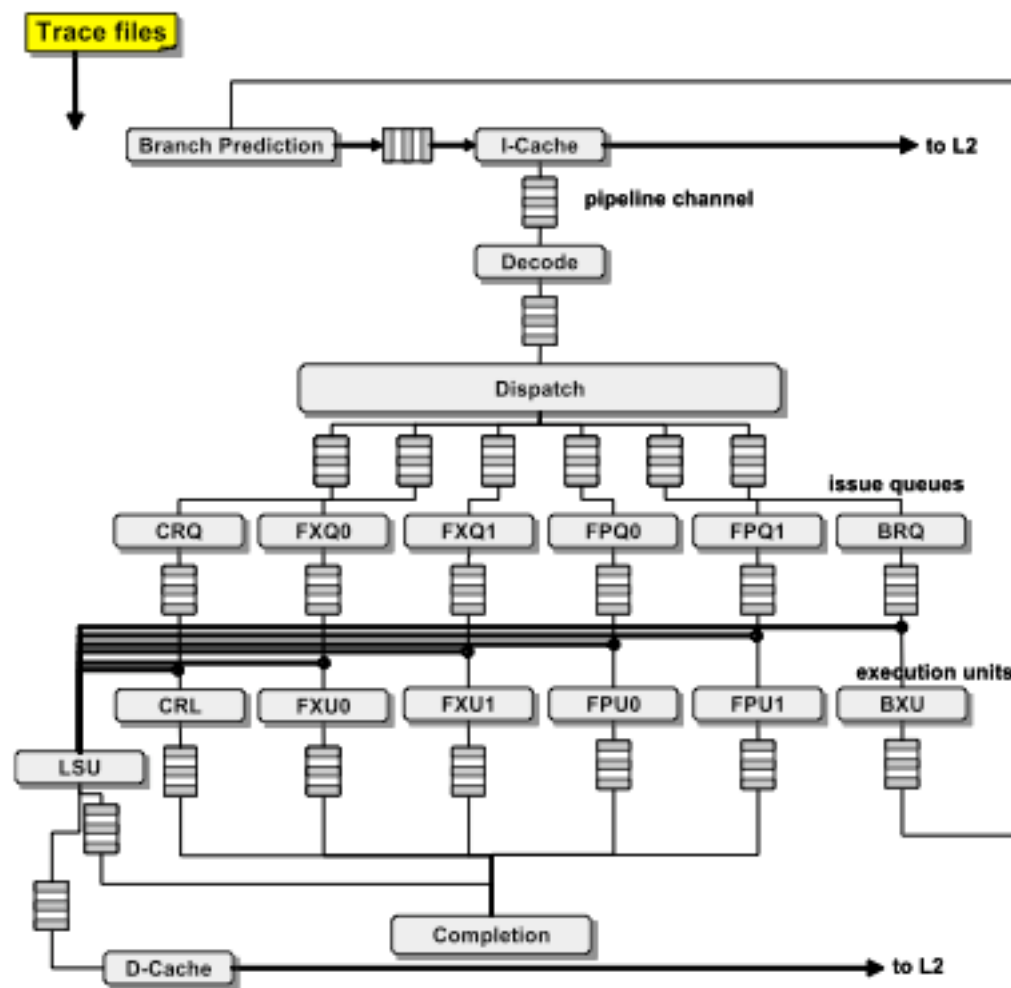 Trace files
Branch Prediction
I-Cache
to L2
pipeline channel
Decode
Dispatch
issue queues
CRQ
FXQ0
FXQ1
FPQ0
FPQ1
BRQ
execution units
CRL
FXU0
FXU1
FPU0
FPU1
BXU
LSU
Completion
D-Cache
to L2